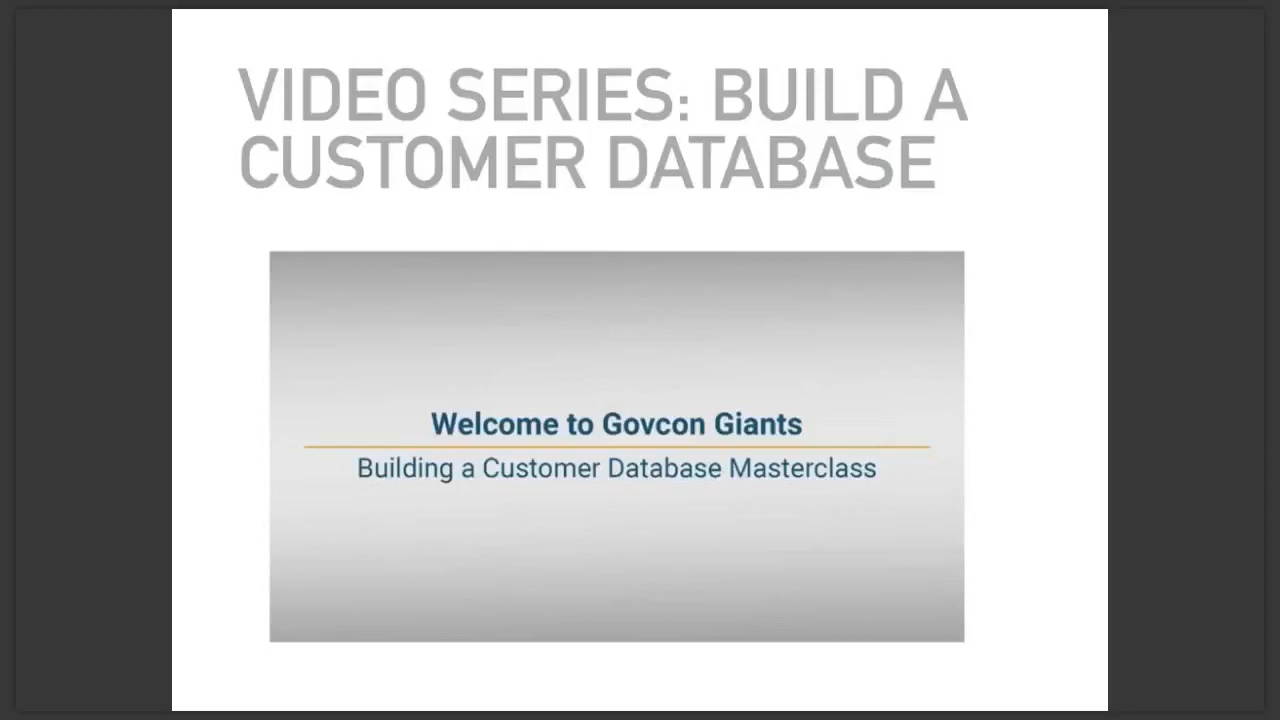 VIDEO SERIES: BUILD A
CUSTOMER DATABASE
Welcome to Govcon Giants
Building a Customer Database Masterclass